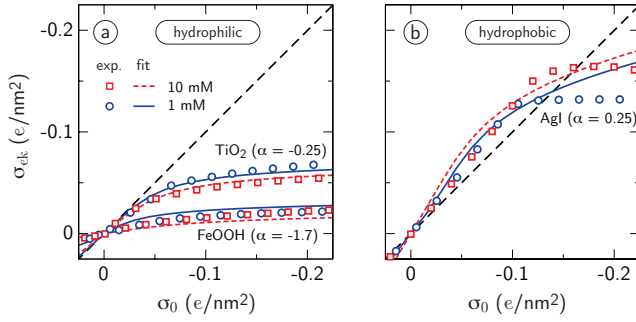 a hydrophilic
exp. fit
10 mM
1 mM
TiO₂ (α = -0.25)
FeOOH (α = -1.7)
-0.2
-0.1
0
σek (e/nm²)
0 -0.1 -0.2
σ₀ (e/nm²)
b hydrophobic
AgI (α = 0.25)
0 -0.1 -0.2
σ₀ (e/nm²)